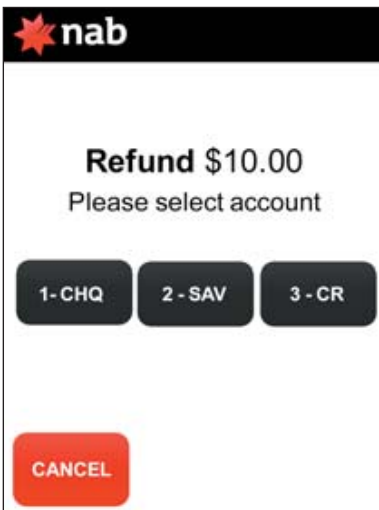 nab
Refund $10.00
Please select account
1- CHQ 2 - SAV 3 - CR
CANCEL